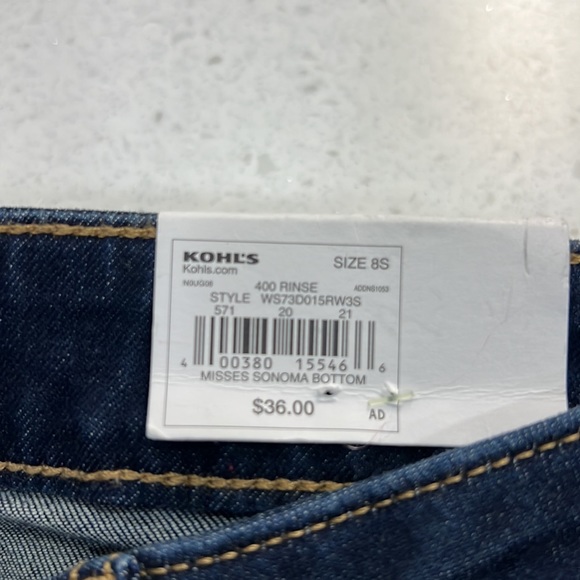 KOHL'S SIZE 8S
Kohls.com
400 RINSE
STYLE WS73D015RW3S
571 20 21
4 00380 15546 6
MISSES SONOMA BOTTOM
$36.00
AD